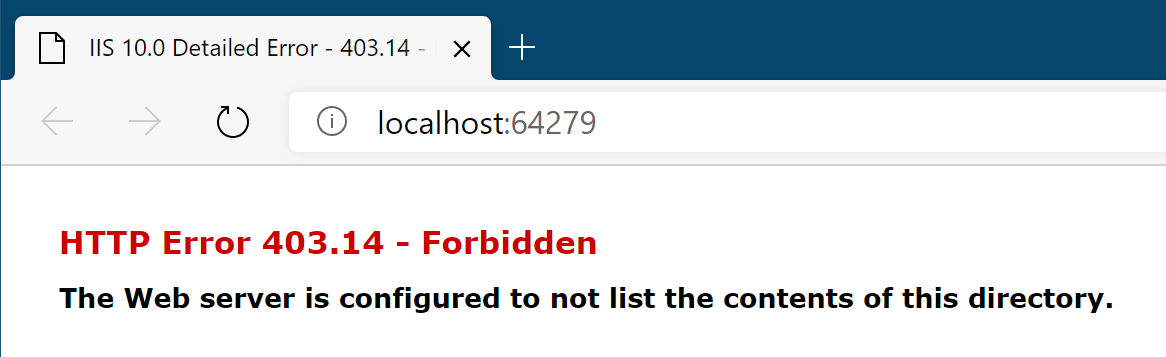 IIS 10.0 Detailed Error - 403.14 -
localhost:64279
HTTP Error 403.14 - Forbidden
The Web server is configured to not list the contents of this directory.